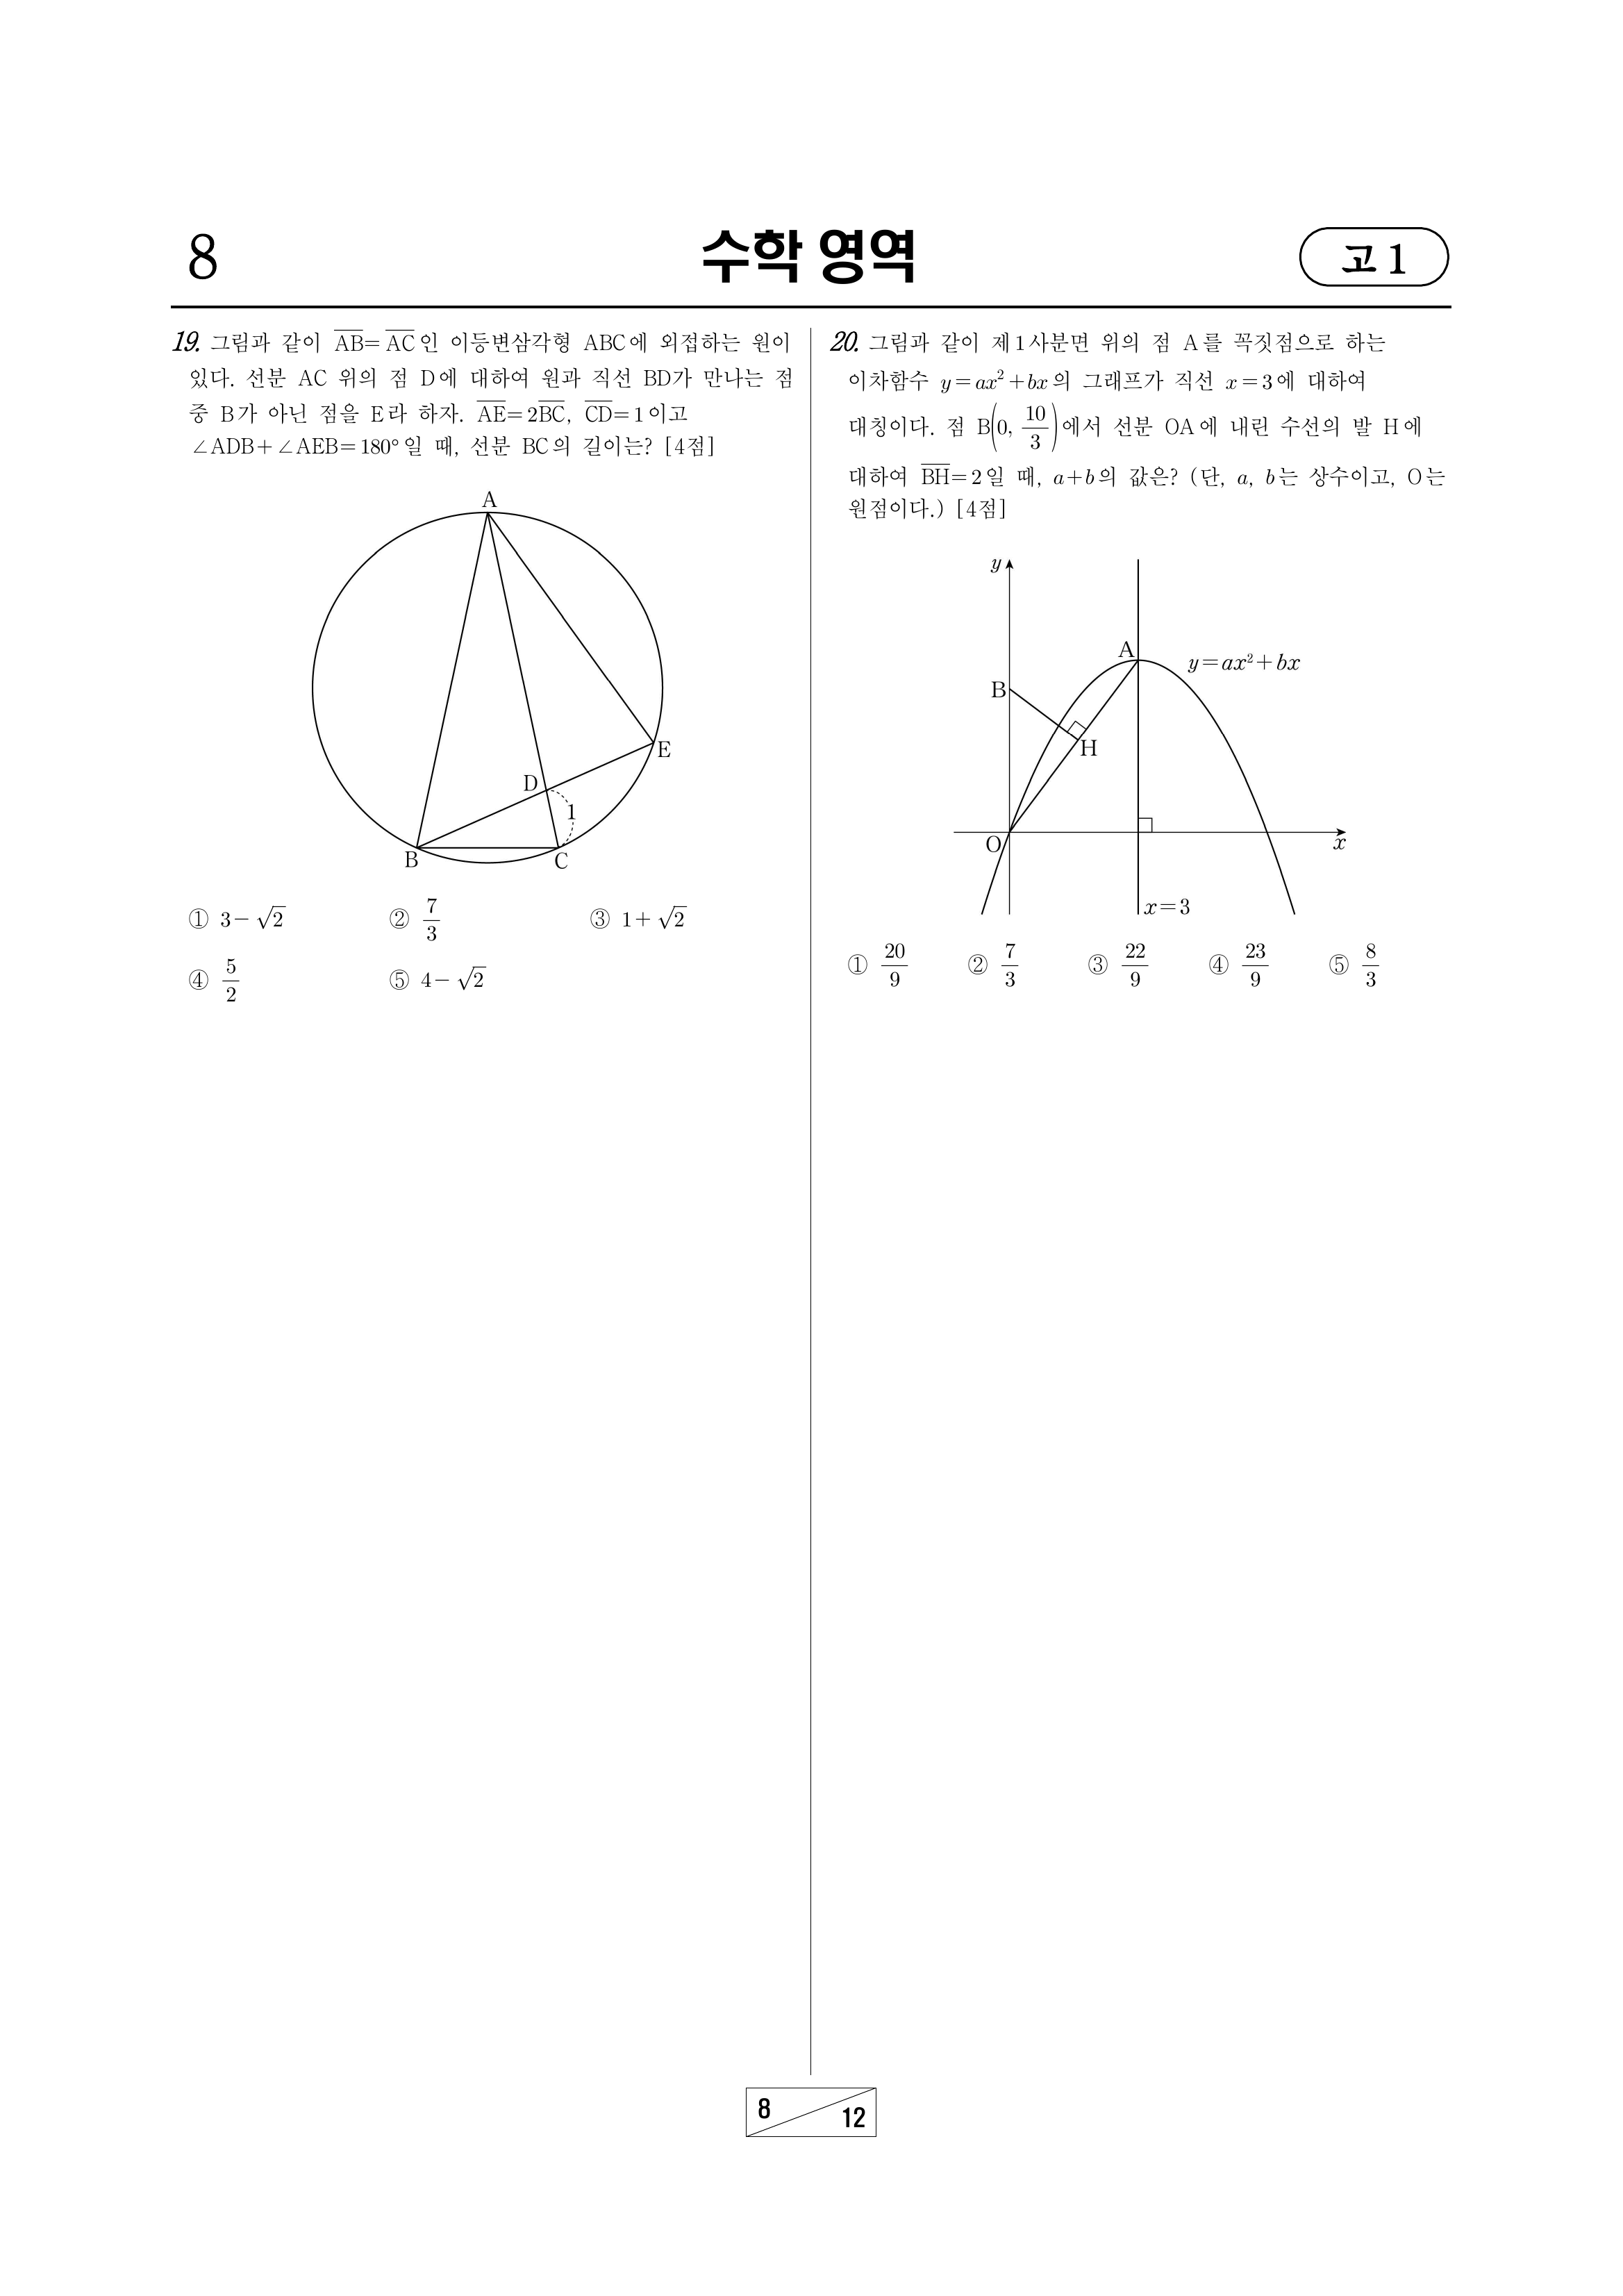 8
수학 영역
고 1
19. 그림과 같이 $\overline{AB}=\overline{AC}$인 이등변삼각형 ABC에 외접하는 원이
있다. 선분 AC 위의 점 D에 대하여 원과 직선 BD가 만나는 점
중 B가 아닌 점을 E라 하자. $\overline{AE}=2\overline{BC}$, $\overline{CD}=1$이고
∠ADB+∠AEB=180°일 때, 선분 BC의 길이는? [4점]
A
E
D
1
B
C
① $3-\sqrt{2}$ ② $\frac{7}{3}$ ③ $1+\sqrt{2}$
④ $\frac{5}{2}$ ⑤ $4-\sqrt{2}$
20. 그림과 같이 제1사분면 위의 점 A를 꼭짓점으로 하는
이차함수 $y=ax^2+bx$의 그래프가 직선 $x=3$에 대하여
대칭이다. 점 $B\left(0, \frac{10}{3}\right)$에서 선분 OA에 내린 수선의 발 H에
대하여 $\overline{BH}=2$일 때, $a+b$의 값은? (단, $a$, $b$는 상수이고, O는
원점이다.) [4점]
y
A
$y=ax^2+bx$
B
H
O
x
$x=3$
① $\frac{20}{9}$ ② $\frac{7}{3}$ ③ $\frac{22}{9}$ ④ $\frac{23}{9}$ ⑤ $\frac{8}{3}$
8
12